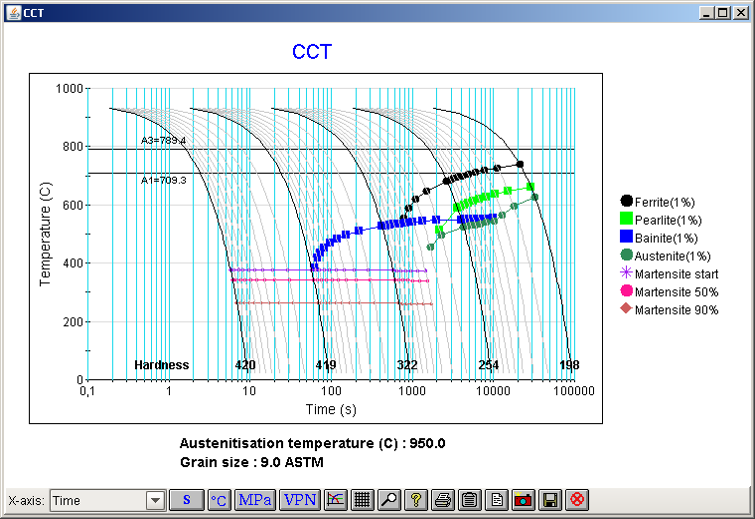 CCT
CCT
1000
800
600
400
200
0
Temperature (C)
A3=789.4
A1=709.3
Hardness 420 419 322 254 198
0,1 1 10 100 1000 10000 100000
Time (s)
Ferrite(1%)
Pearlite(1%)
Bainite(1%)
Austenite(1%)
Martensite start
Martensite 50%
Martensite 90%
Austenitisation temperature (C) : 950.0
Grain size : 9.0 ASTM
X-axis: Time S °C MPa VPN ?